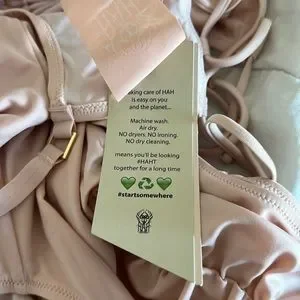 aking care of HAH
is easy on you
and the planet...
Machine wash.
Air dry.
NO dryers. NO Ironing.
NO dry cleaning.
means you'll be looking
#HAHT
together for a long time
#startsomewhere